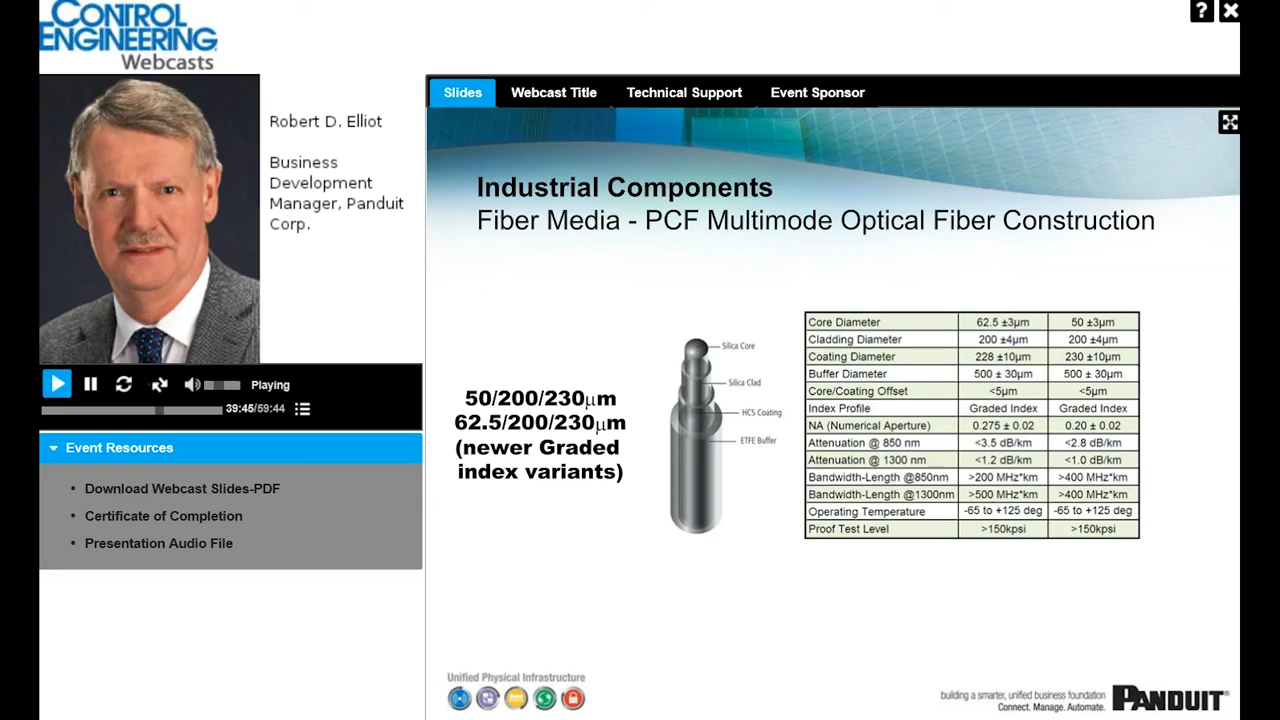 CONTROL
ENGINEERING
Webcasts
?
Robert D. Elliot
Business
Development
Manager, Panduit
Corp.
Playing
39:45/59:44
Event Resources
• Download Webcast Slides-PDF
• Certificate of Completion
• Presentation Audio File
Slides Webcast Title Technical Support Event Sponsor
Industrial Components
Fiber Media - PCF Multimode Optical Fiber Construction
50/200/230μm
62.5/200/230μm
(newer Graded
index variants)
Silica Core
Silica Clad
HCS Coating
ETFE Buffer
Core Diameter 62.5 ±3μm 50 ±3μm
Cladding Diameter 200 ±4μm 200 ±4μm
Coating Diameter 228 ±10μm 230 ±10μm
Buffer Diameter 500 ± 30μm 500 ± 30μm
Core/Coating Offset <5μm <5μm
Index Profile Graded Index Graded Index
NA (Numerical Aperture) 0.275 ± 0.02 0.20 ± 0.02
Attenuation @ 850 nm <3.5 dB/km <2.8 dB/km
Attenuation @ 1300 nm <1.2 dB/km <1.0 dB/km
Bandwidth-Length @850nm >200 MHz*km >400 MHz*km
Bandwidth-Length @1300nm >500 MHz*km >400 MHz*km
Operating Temperature -65 to +125 deg -65 to +125 deg
Proof Test Level >150kpsi >150kpsi
Unified Physical Infrastructure
building a smarter, unified business foundation
Connect. Manage. Automate.
PANDUIT